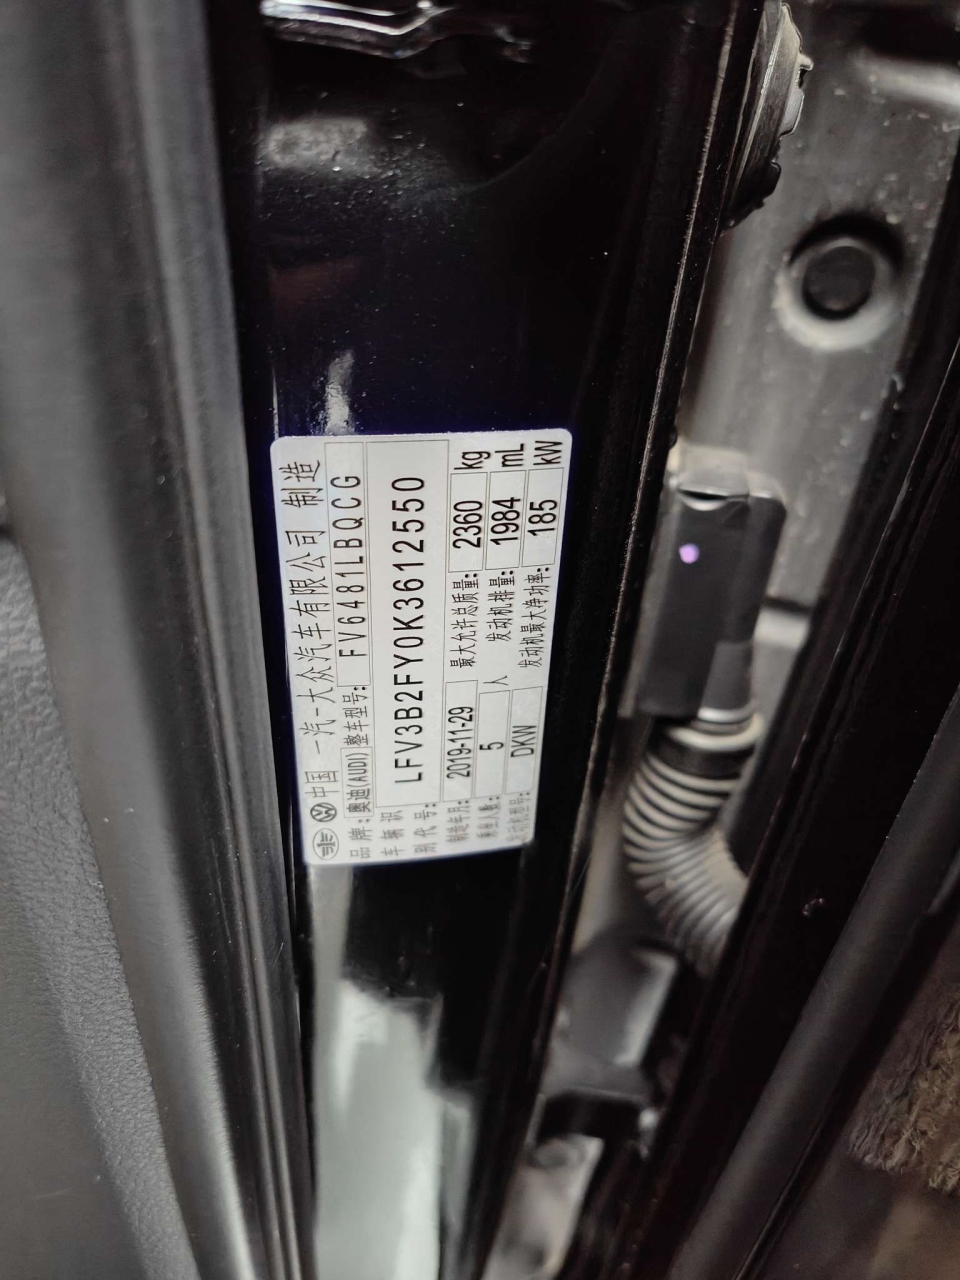 中国 一汽-大众汽车有限公司 制造
品牌: 奥迪(AUDI) 整车型号: FV6481LBQCG
车辆识别代号: LFV3B2FY0K3612550
制造年月: 2019-11-29 最大允许总质量: 2360 kg
乘坐人数: 5 人 发动机排量: 1984 mL
发动机型号: DKW 发动机最大净功率: 185 kW